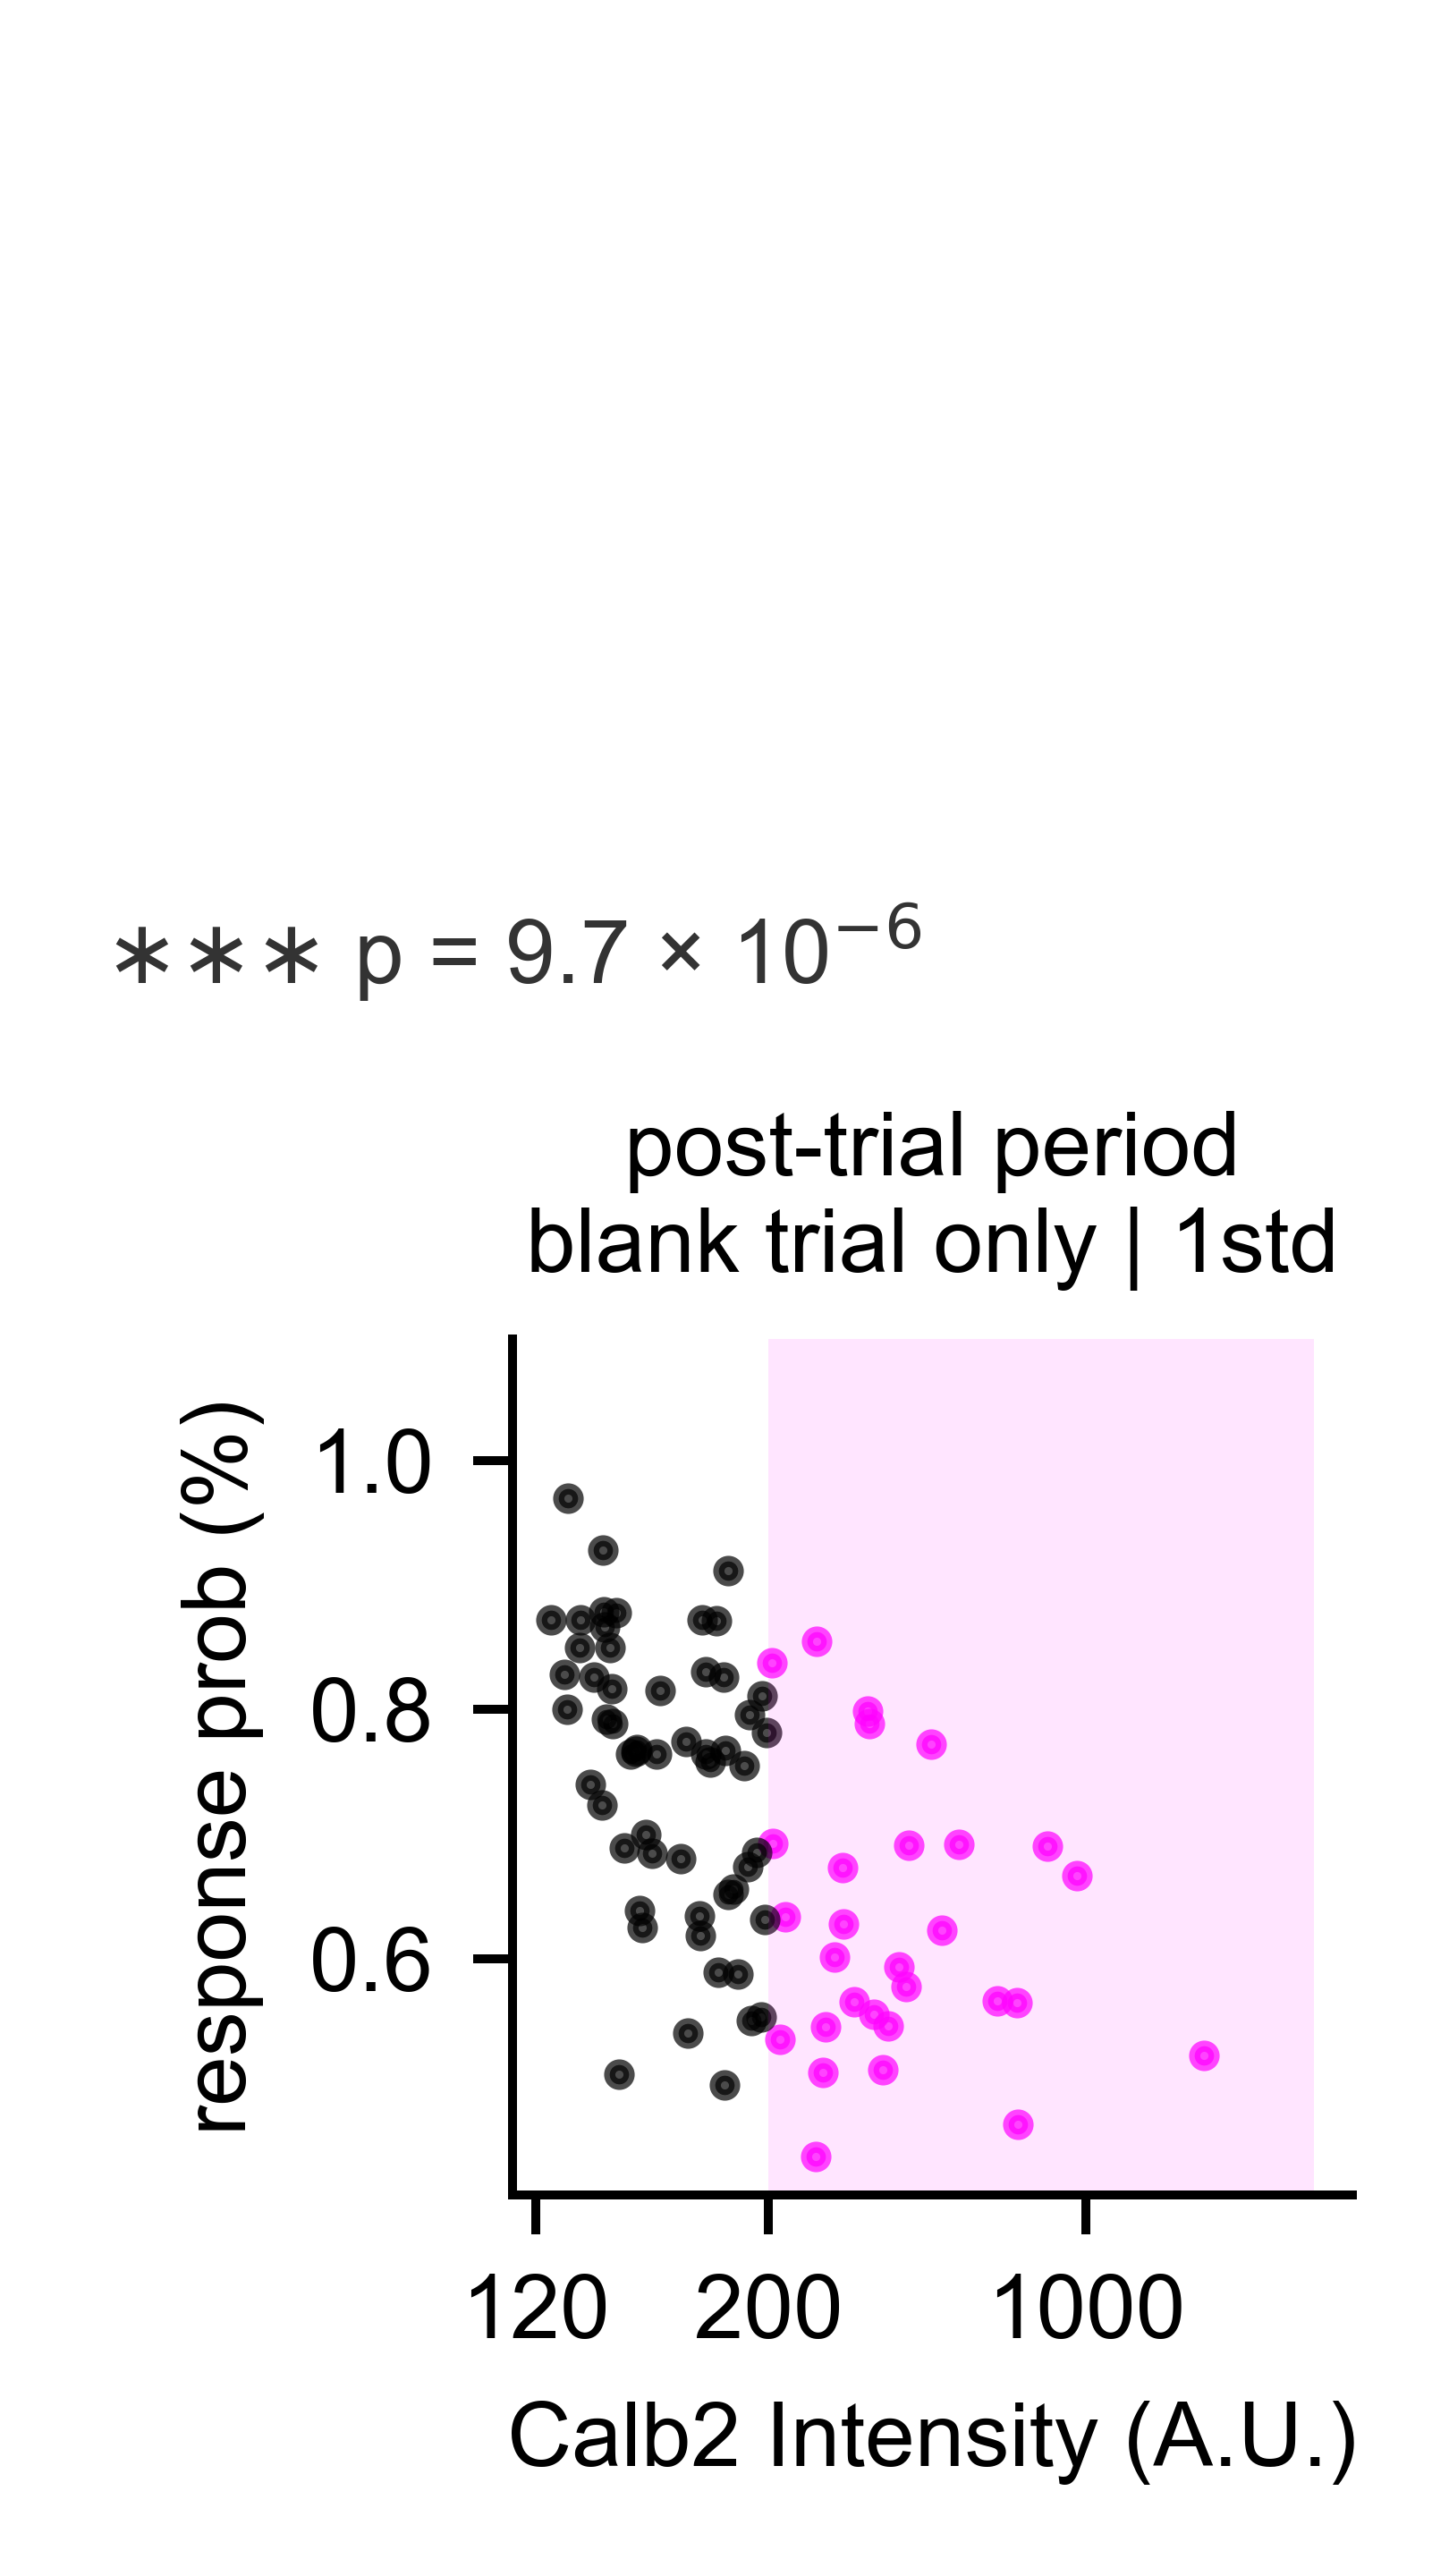 ∗∗∗ p = 9.7 × 10⁻⁶
post-trial period
blank trial only | 1std
response prob (%)
1.0
0.8
0.6
120 200 1000
Calb2 Intensity (A.U.)